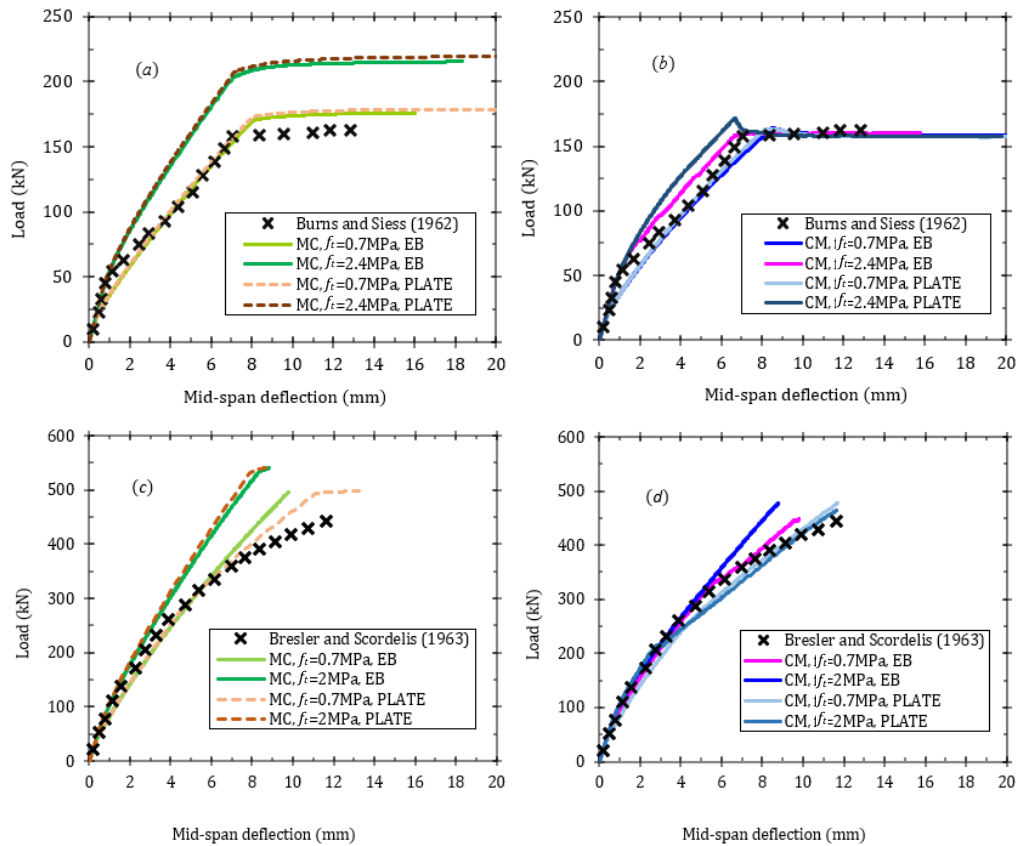 (a)
250
200
150
100
50
0
Load (kN)
Burns and Siess (1962)
MC, ft=0.7MPa, EB
MC, ft=2.4MPa, EB
MC, ft=0.7MPa, PLATE
MC, ft=2.4MPa, PLATE
0 2 4 6 8 10 12 14 16 18 20
Mid-span deflection (mm)
(b)
250
200
150
100
50
0
Load (kN)
Burns and Siess (1962)
CM, ft=0.7MPa, EB
CM, ft=2.4MPa, EB
CM, ft=0.7MPa, PLATE
CM, ft=2.4MPa, PLATE
0 2 4 6 8 10 12 14 16 18 20
Mid-span deflection (mm)
(c)
600
500
400
300
200
100
0
Load (kN)
Bresler and Scordelis (1963)
MC, ft=0.7MPa, EB
MC, ft=2MPa, EB
MC, ft=0.7MPa, PLATE
MC, ft=2MPa, PLATE
0 2 4 6 8 10 12 14 16 18 20
Mid-span deflection (mm)
(d)
600
500
400
300
200
100
0
Load (kN)
Bresler and Scordelis (1963)
CM, ft=0.7MPa, EB
CM, ft=2MPa, EB
CM, ft=0.7MPa, PLATE
CM, ft=2MPa, PLATE
0 2 4 6 8 10 12 14 16 18 20
Mid-span deflection (mm)